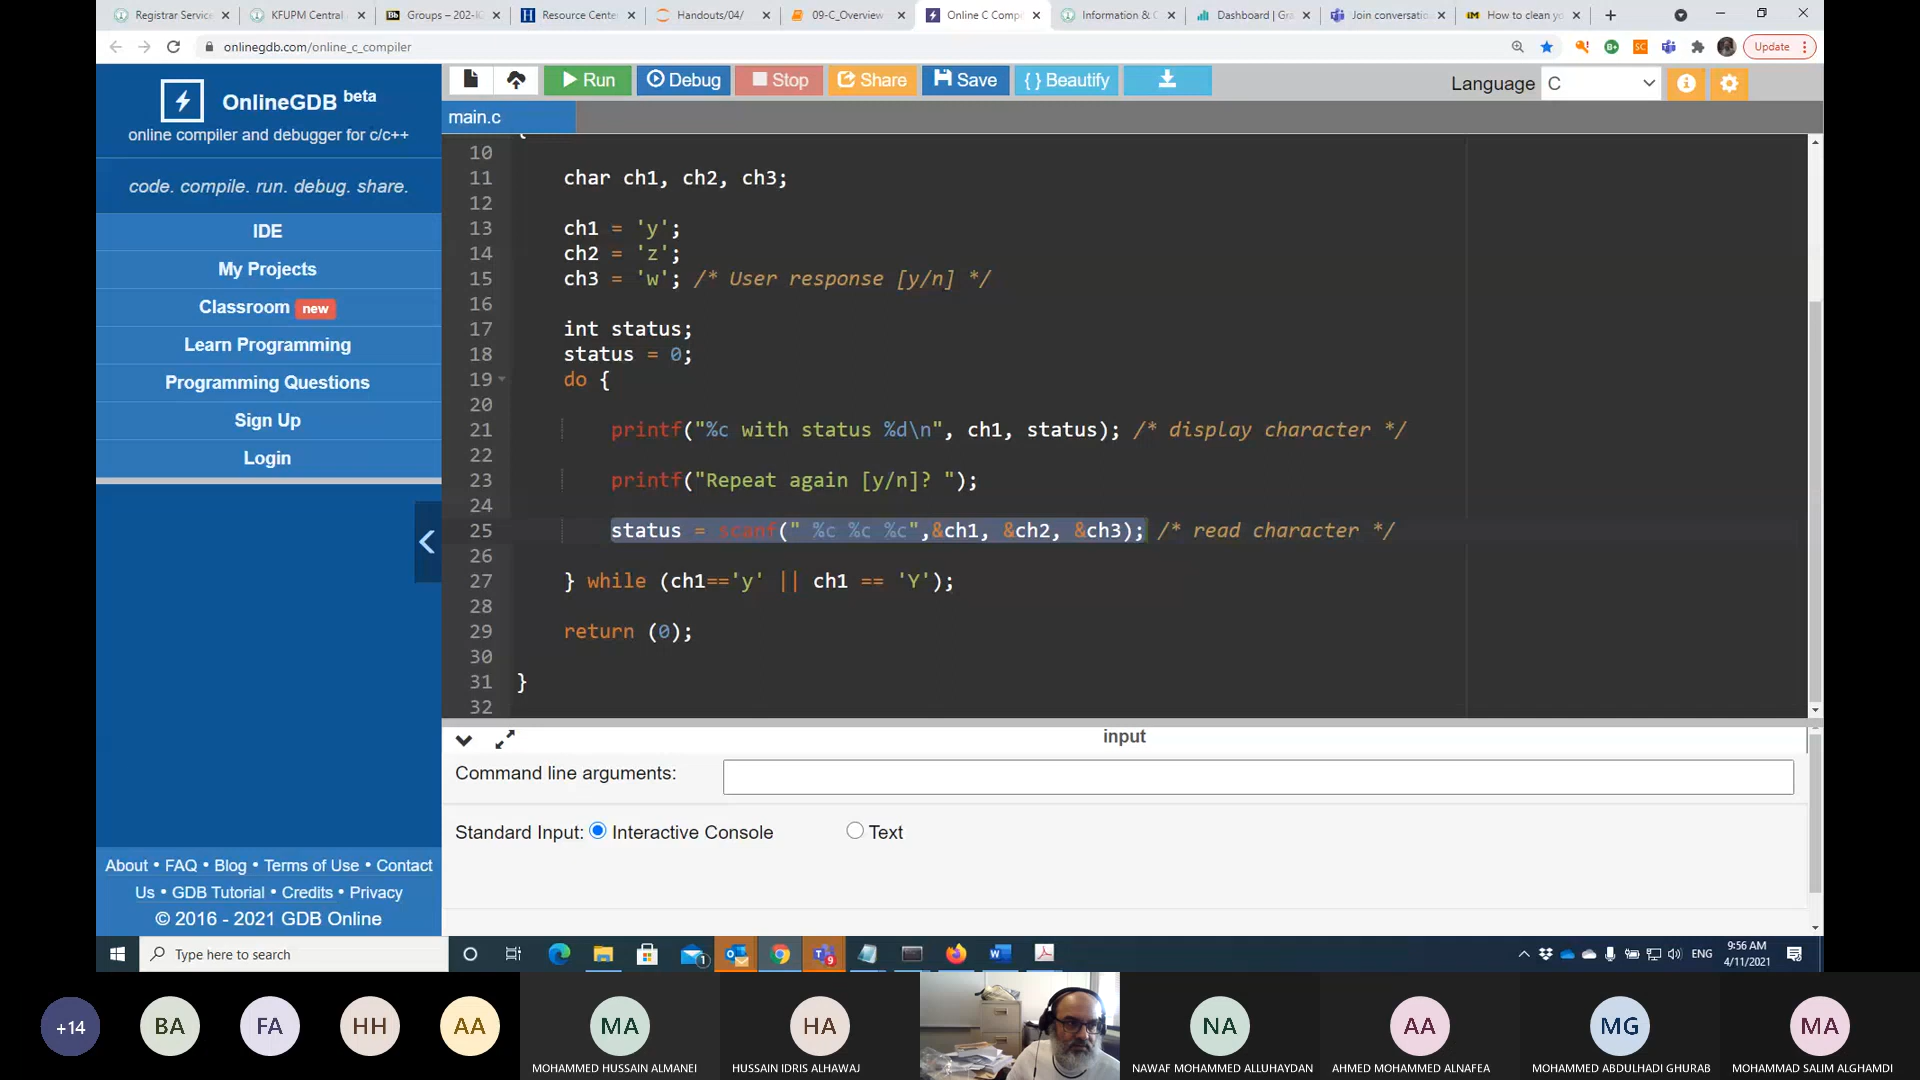 Registrar Servic
KFUPM Central
Groups – 202-IC
Resource Cente
Handouts/04/
09-C_Overview
Online C Comp
Information & C
Dashboard | Gra
Join conversatio
How to clean yo
onlinegdb.com/online_c_compiler
Update
OnlineGDB beta
online compiler and debugger for c/c++
code. compile. run. debug. share.
IDE
My Projects
Classroom new
Learn Programming
Programming Questions
Sign Up
Login
About • FAQ • Blog • Terms of Use • Contact
Us • GDB Tutorial • Credits • Privacy
© 2016 - 2021 GDB Online
Run Debug Stop Share Save { } Beautify
Language C
main.c
{
10
11 char ch1, ch2, ch3;
12
13 ch1 = 'y';
14 ch2 = 'z';
15 ch3 = 'w'; /* User response [y/n] */
16
17 int status;
18 status = 0;
19 do {
20
21 printf("%c with status %d\n", ch1, status); /* display character */
22
23 printf("Repeat again [y/n]? ");
24
25 status = scanf(" %c %c %c",&ch1, &ch2, &ch3); /* read character */
26
27 } while (ch1=='y' || ch1 == 'Y');
28
29 return (0);
30
31 }
32
input
Command line arguments:
Standard Input: Interactive Console Text
Type here to search
ENG
9:56 AM
4/11/2021
+14
BA
FA
HH
AA
MA
MOHAMMED HUSSAIN ALMANEI
HA
HUSSAIN IDRIS ALHAWAJ
NA
NAWAF MOHAMMED ALLUHAYDAN
AA
AHMED MOHAMMED ALNAFEA
MG
MOHAMMED ABDULHADI GHURAB
MA
MOHAMMAD SALIM ALGHAMDI